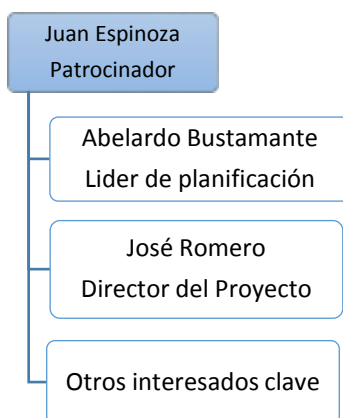 Juan Espinoza
Patrocinador
Abelardo Bustamante
Lider de planificación
José Romero
Director del Proyecto
Otros interesados clave